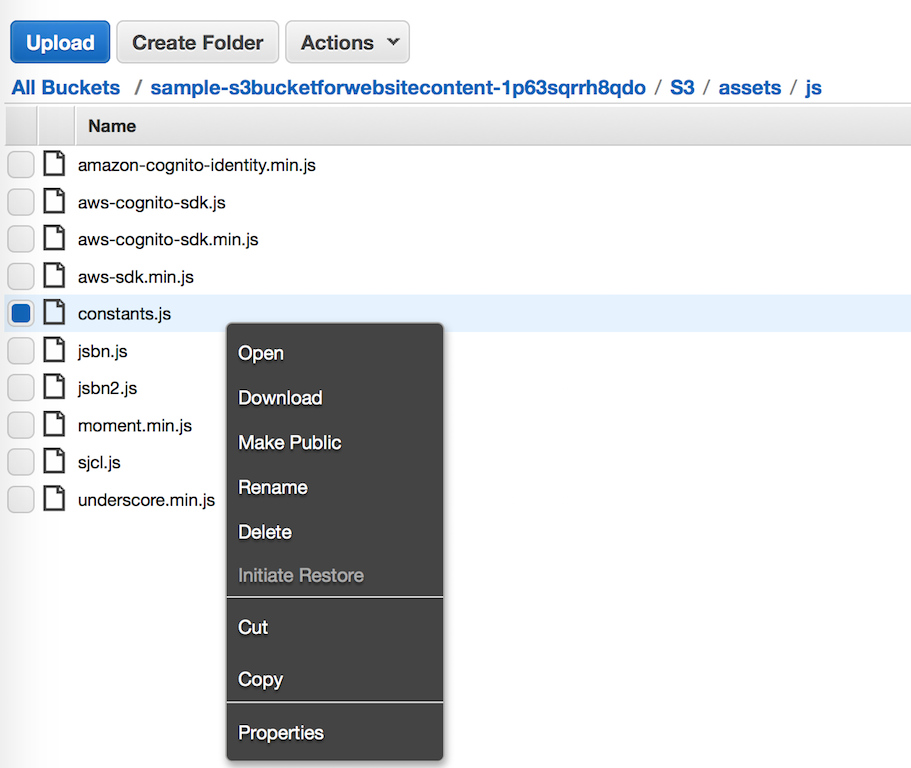 Upload Create Folder Actions
All Buckets / sample-s3bucketforwebsitecontent-1p63sqrrh8qdo / S3 / assets / js
Name
amazon-cognito-identity.min.js
aws-cognito-sdk.js
aws-cognito-sdk.min.js
aws-sdk.min.js
constants.js
jsbn.js
jsbn2.js
moment.min.js
sjcl.js
underscore.min.js
Open
Download
Make Public
Rename
Delete
Initiate Restore
Cut
Copy
Properties